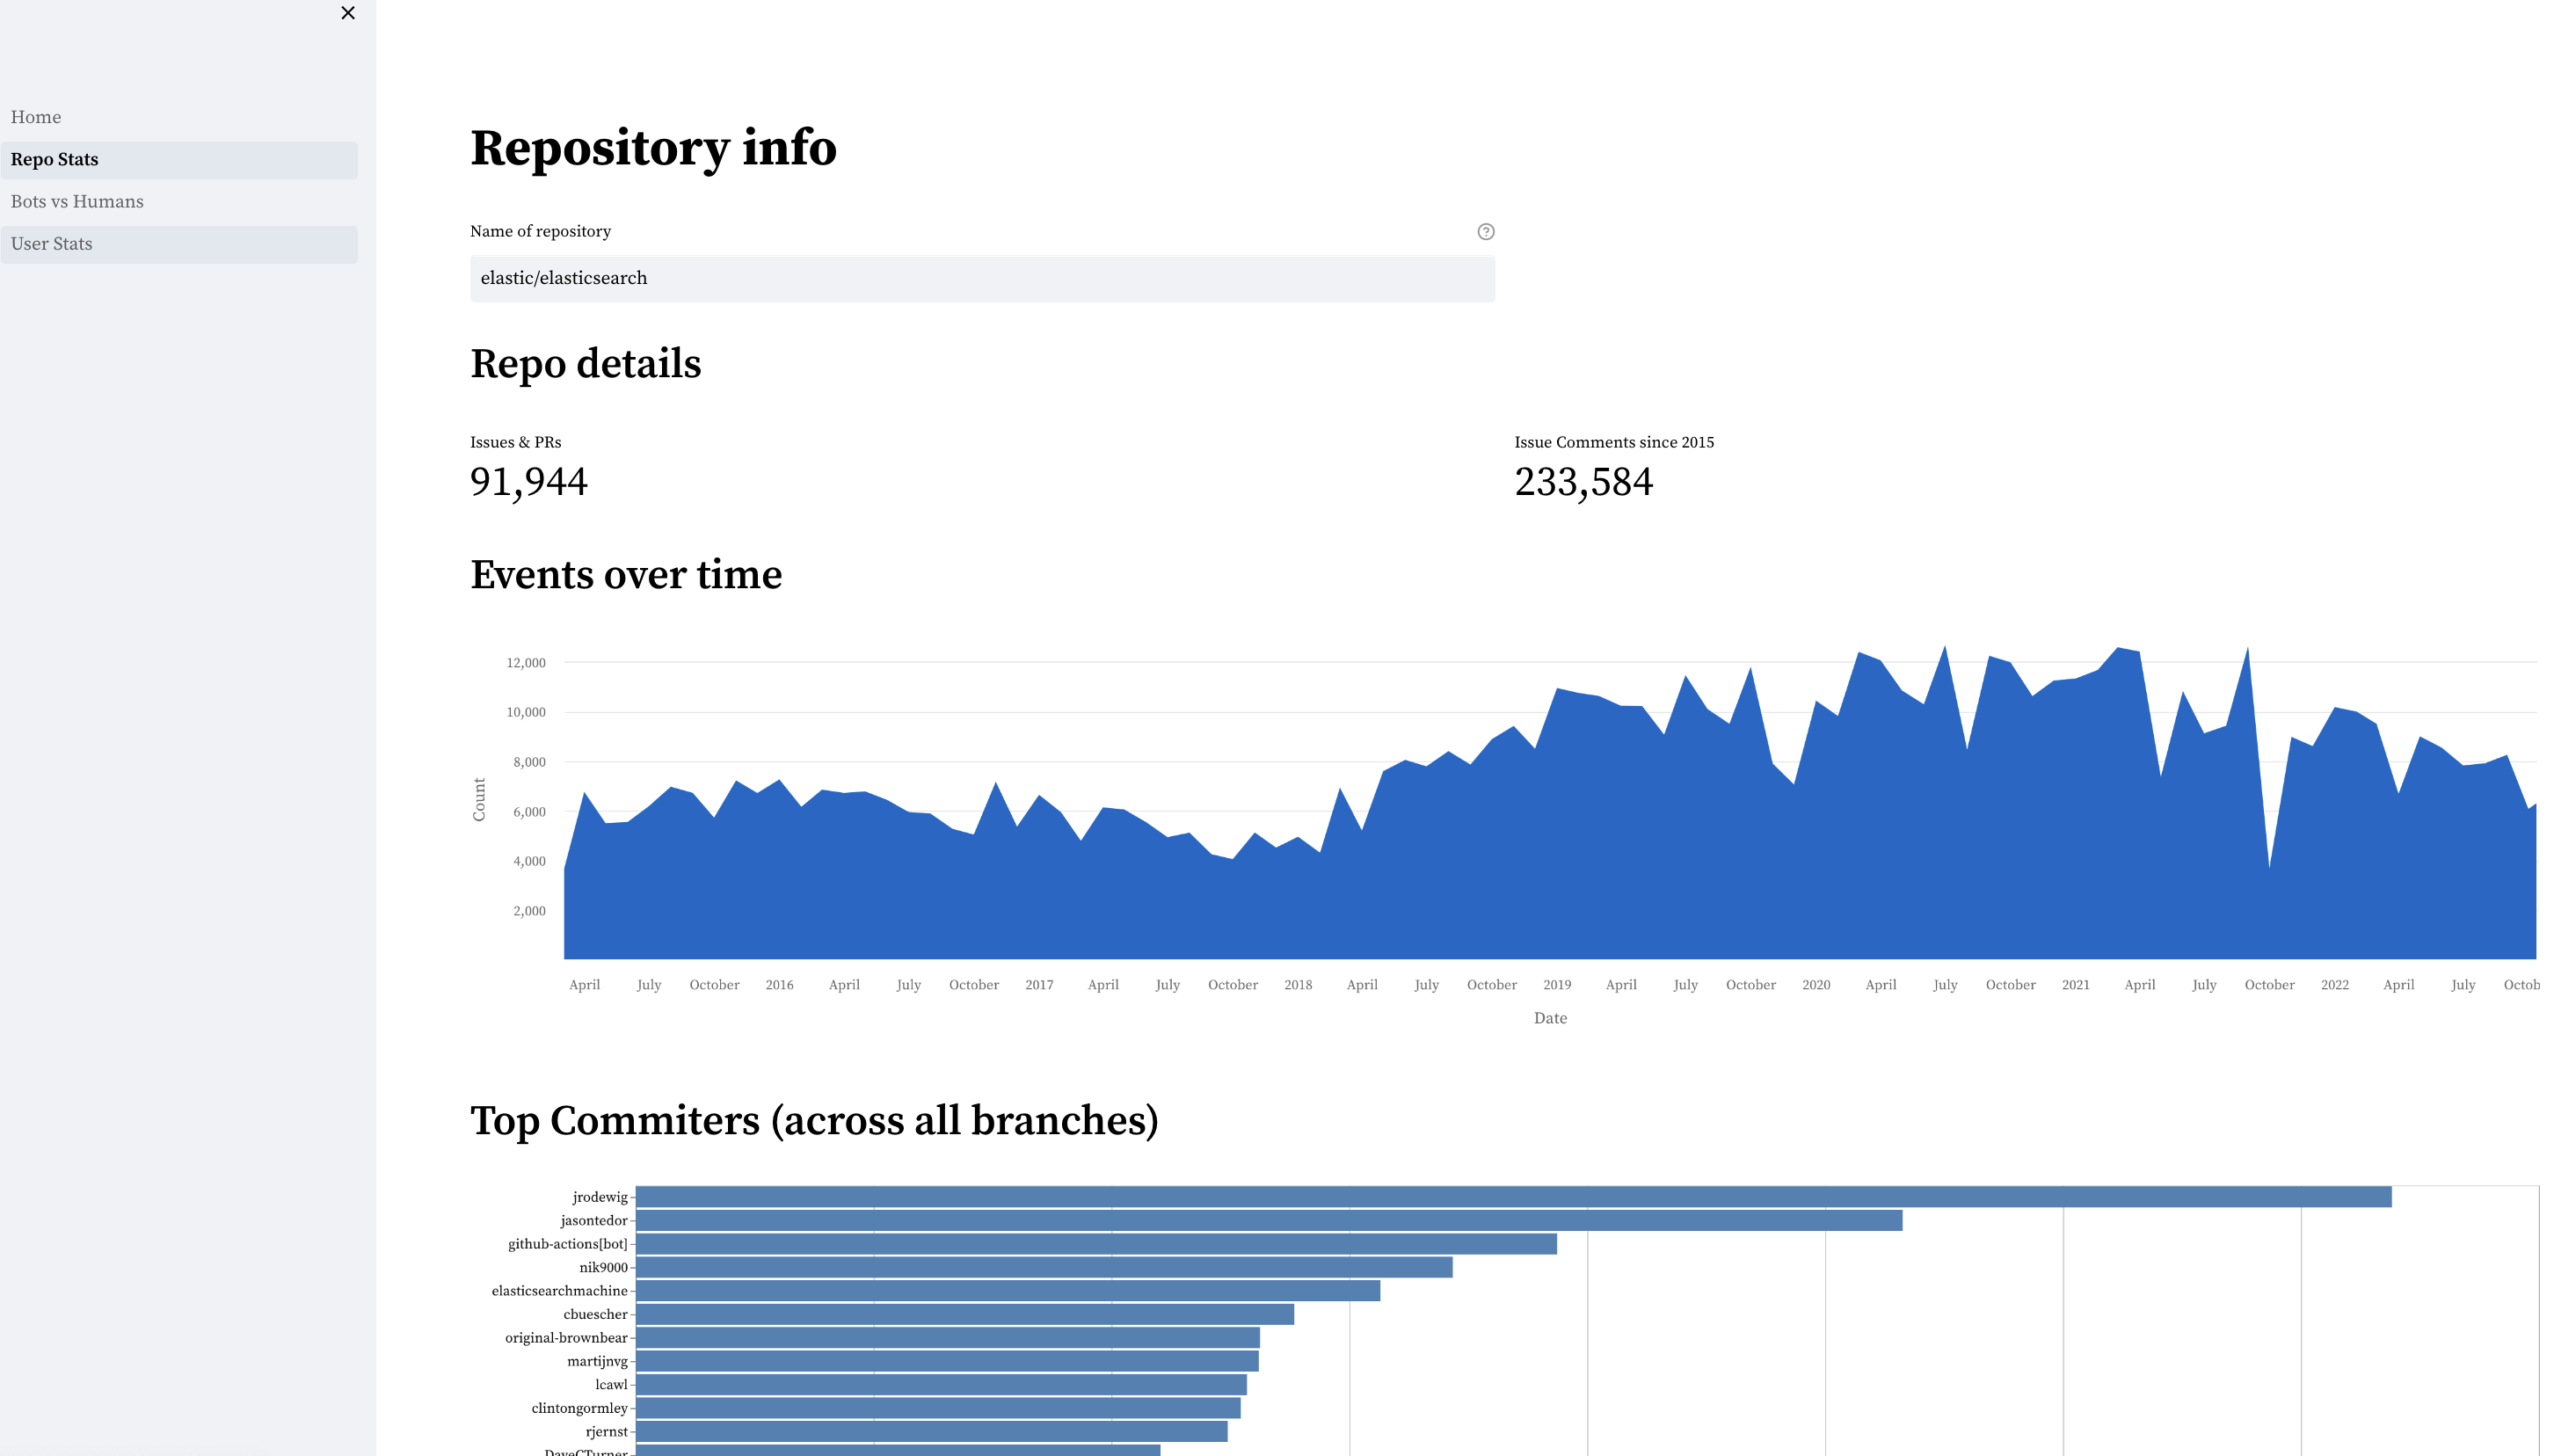 Home
Repo Stats
Bots vs Humans
User Stats
Repository info
Name of repository
elastic/elasticsearch
Repo details
Issues & PRs
91,944
Issue Comments since 2015
233,584
Events over time
12,000
10,000
8,000
6,000
4,000
2,000
Count
April July October 2016 April July October 2017 April July October 2018 April July October 2019 April July October 2020 April July October 2021 April July October 2022 April July Octob
Date
Top Commiters (across all branches)
jrodewig
jasontedor
github-actions[bot]
nik9000
elasticsearchmachine
cbuescher
original-brownbear
martijnvg
lcawl
clintongormley
rjernst
DaveCTurner